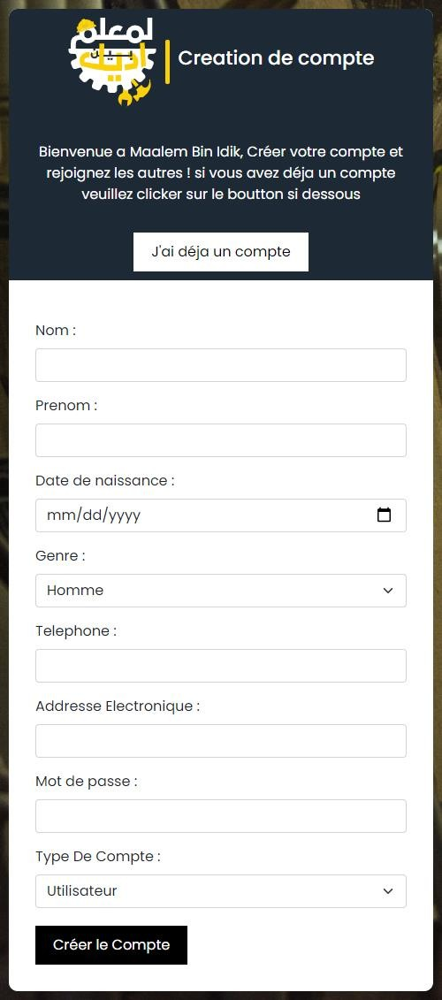 لمعلم
بين
اديك
Creation de compte
Bienvenue a Maalem Bin Idik, Créer votre compte et
rejoignez les autres ! si vous avez déja un compte
veuillez clicker sur le boutton si dessous
J'ai déja un compte
Nom :
Prenom :
Date de naissance :
mm/dd/yyyy
Genre :
Homme
Telephone :
Addresse Electronique :
Mot de passe :
Type De Compte :
Utilisateur
Créer le Compte